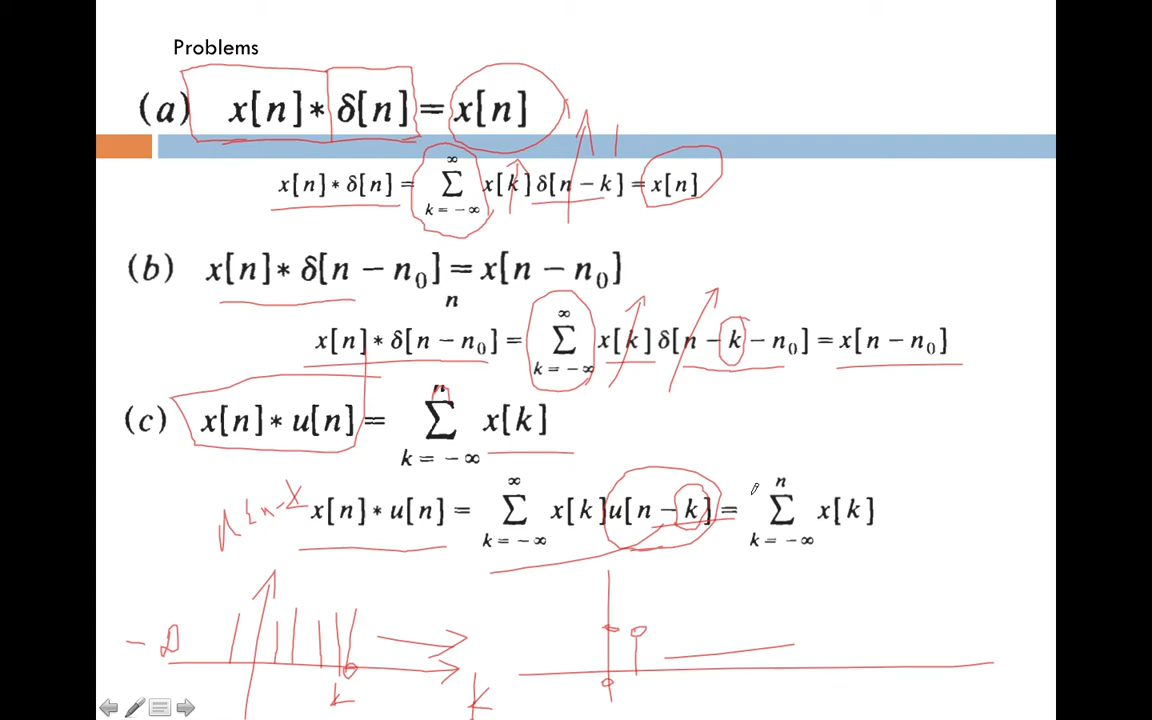 Problems
(a) x[n] * δ[n] = x[n]
x[n] * δ[n] = ∑_{k = −∞}^{∞} x[k] δ[n − k] = x[n]
(b) x[n] * δ[n − n₀] = x[n − n₀]
n
x[n] * δ[n − n₀] = ∑_{k = −∞}^{∞} x[k] δ[n − k − n₀] = x[n − n₀]
(c) x[n] * u[n] = ∑_{k = −∞}^{n} x[k]
x[n] * u[n] = ∑_{k = −∞}^{∞} x[k] u[n − k] = ∑_{k = −∞}^{n} x[k]
k
k